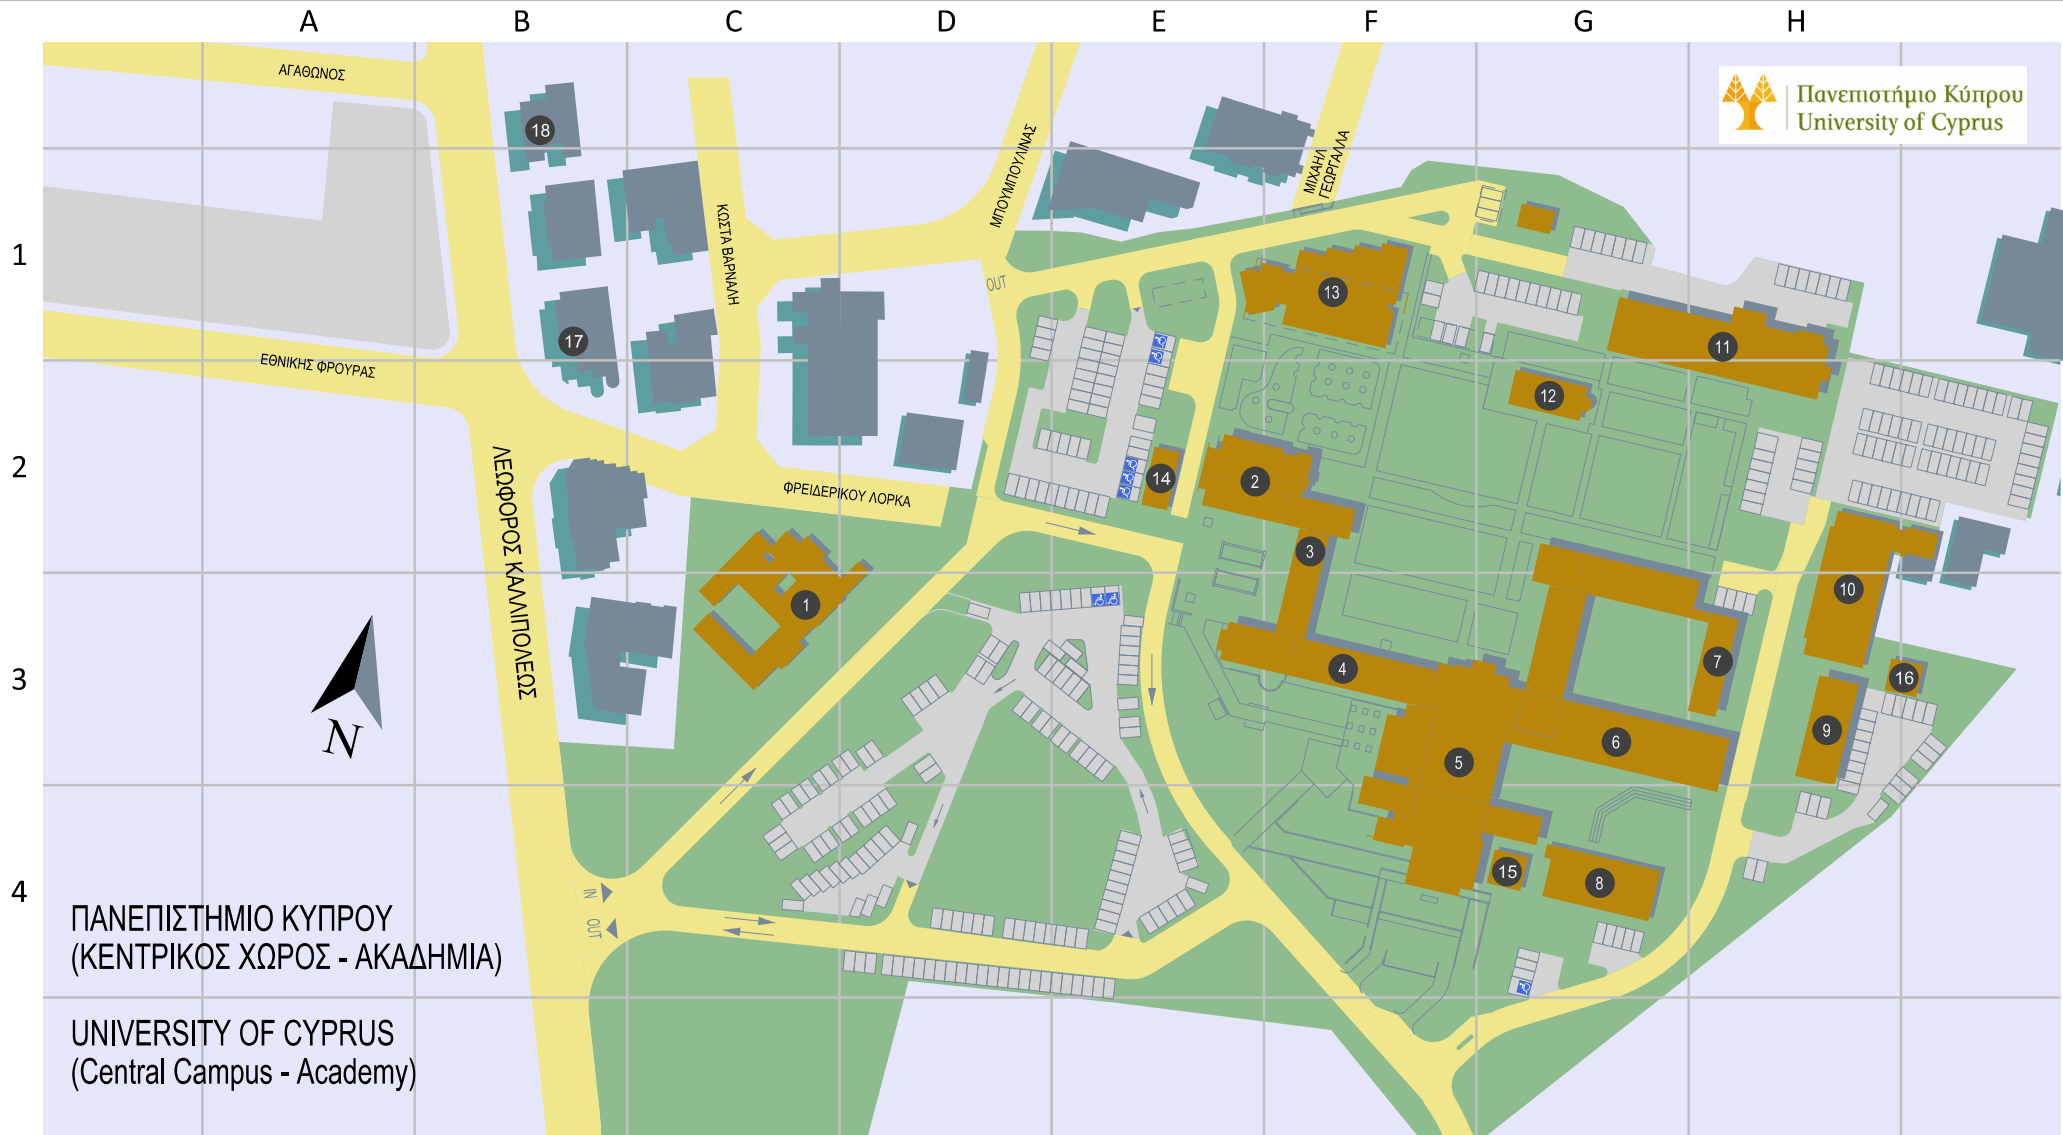 A B C D E F G H
ΑΓΑΘΩΝΟΣ
Πανεπιστήμιο Κύπρου
University of Cyprus
18
ΜΠΟΥΜΠΟΥΛΙΝΑΣ
ΜΙΧΑΗΛ
ΓΕΩΡΓΑΛΛΑ
ΚΩΣΤΑ ΒΑΡΝΑΛΗ
1
OUT
13
17
11
ΕΘΝΙΚΗΣ ΦΡΟΥΡΑΣ
12
2
14
2
ΦΡΕΙΔΕΡΙΚΟΥ ΛΟΡΚΑ
ΛΕΩΦΟΡΟΣ ΚΑΛΛΙΠΟΛΕΩΣ
3
10
1
7
4
3
16
N
9
6
5
15
8
4
IN
OUT
ΠΑΝΕΠΙΣΤΗΜΙΟ ΚΥΠΡΟΥ
(ΚΕΝΤΡΙΚΟΣ ΧΩΡΟΣ - ΑΚΑΔΗΜΙΑ)
UNIVERSITY OF CYPRUS
(Central Campus - Academy)